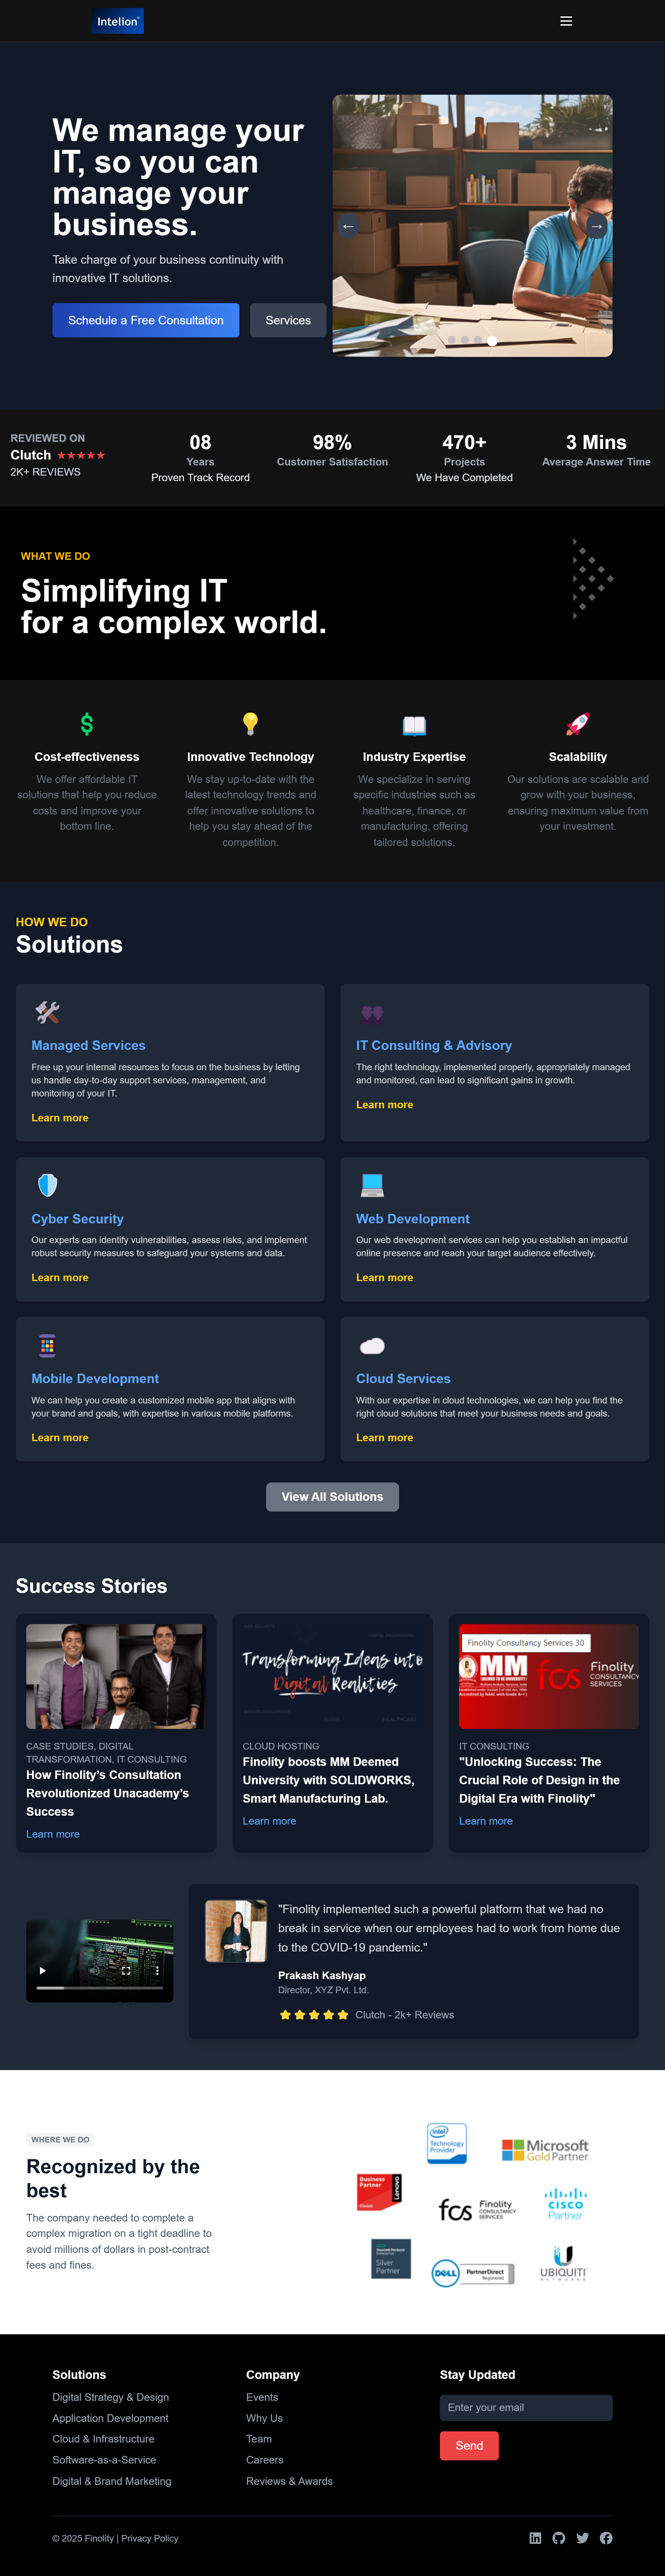 Intelion
We manage your
IT, so you can
manage your
business.
Take charge of your business continuity with
innovative IT solutions.
Schedule a Free Consultation
Services
←
→
REVIEWED ON
Clutch ★★★★★
2K+ REVIEWS
08
Years
Proven Track Record
98%
Customer Satisfaction
470+
Projects
We Have Completed
3 Mins
Average Answer Time
WHAT WE DO
Simplifying IT
for a complex world.
Cost-effectiveness
We offer affordable IT
solutions that help you reduce
costs and improve your
bottom line.
Innovative Technology
We stay up-to-date with the
latest technology trends and
offer innovative solutions to
help you stay ahead of the
competition.
Industry Expertise
We specialize in serving
specific industries such as
healthcare, finance, or
manufacturing, offering
tailored solutions.
Scalability
Our solutions are scalable and
grow with your business,
ensuring maximum value from
your investment.
HOW WE DO
Solutions
Managed Services
Free up your internal resources to focus on the business by letting
us handle day-to-day support services, management, and
monitoring of your IT.
Learn more
IT Consulting & Advisory
The right technology, implemented properly, appropriately managed
and monitored, can lead to significant gains in growth.
Learn more
Cyber Security
Our experts can identify vulnerabilities, assess risks, and implement
robust security measures to safeguard your systems and data.
Learn more
Web Development
Our web development services can help you establish an impactful
online presence and reach your target audience effectively.
Learn more
Mobile Development
We can help you create a customized mobile app that aligns with
your brand and goals, with expertise in various mobile platforms.
Learn more
Cloud Services
With our expertise in cloud technologies, we can help you find the
right cloud solutions that meet your business needs and goals.
Learn more
View All Solutions
Success Stories
CASE STUDIES, DIGITAL
TRANSFORMATION, IT CONSULTING
How Finolity's Consultation
Revolutionized Unacademy's
Success
Learn more
Transforming Ideas into
Digital Realities
HEALTHCARE
CLOUD HOSTING
Finolity boosts MM Deemed
University with SOLIDWORKS,
Smart Manufacturing Lab.
Learn more
Finolity Consultancy Services 30
MM
(DEEMED TO BE UNIVERSITY)
Accredited by NAAC with Grade 'A++'
fcs
Finolity
CONSULTANCY
SERVICES
IT CONSULTING
"Unlocking Success: The
Crucial Role of Design in the
Digital Era with Finolity"
Learn more
"Finolity implemented such a powerful platform that we had no
break in service when our employees had to work from home due
to the COVID-19 pandemic."
Prakash Kashyap
Director, XYZ Pvt. Ltd.
Clutch - 2k+ Reviews
WHERE WE DO
Recognized by the
best
The company needed to complete a
complex migration on a tight deadline to
avoid millions of dollars in post-contract
fees and fines.
intel
Technology
Provider
Microsoft
Gold Partner
Business
Partner
Classic
Lenovo
fcs
Finolity
CONSULTANCY
SERVICES
CISCO
Partner
Hewlett Packard
Enterprise
Silver
Partner
DELL
PartnerDirect
Registered
UBIQUITI
NETWORKS
Solutions
Digital Strategy & Design
Application Development
Cloud & Infrastructure
Software-as-a-Service
Digital & Brand Marketing
Company
Events
Why Us
Team
Careers
Reviews & Awards
Stay Updated
Enter your email
Send
© 2025 Finolity | Privacy Policy